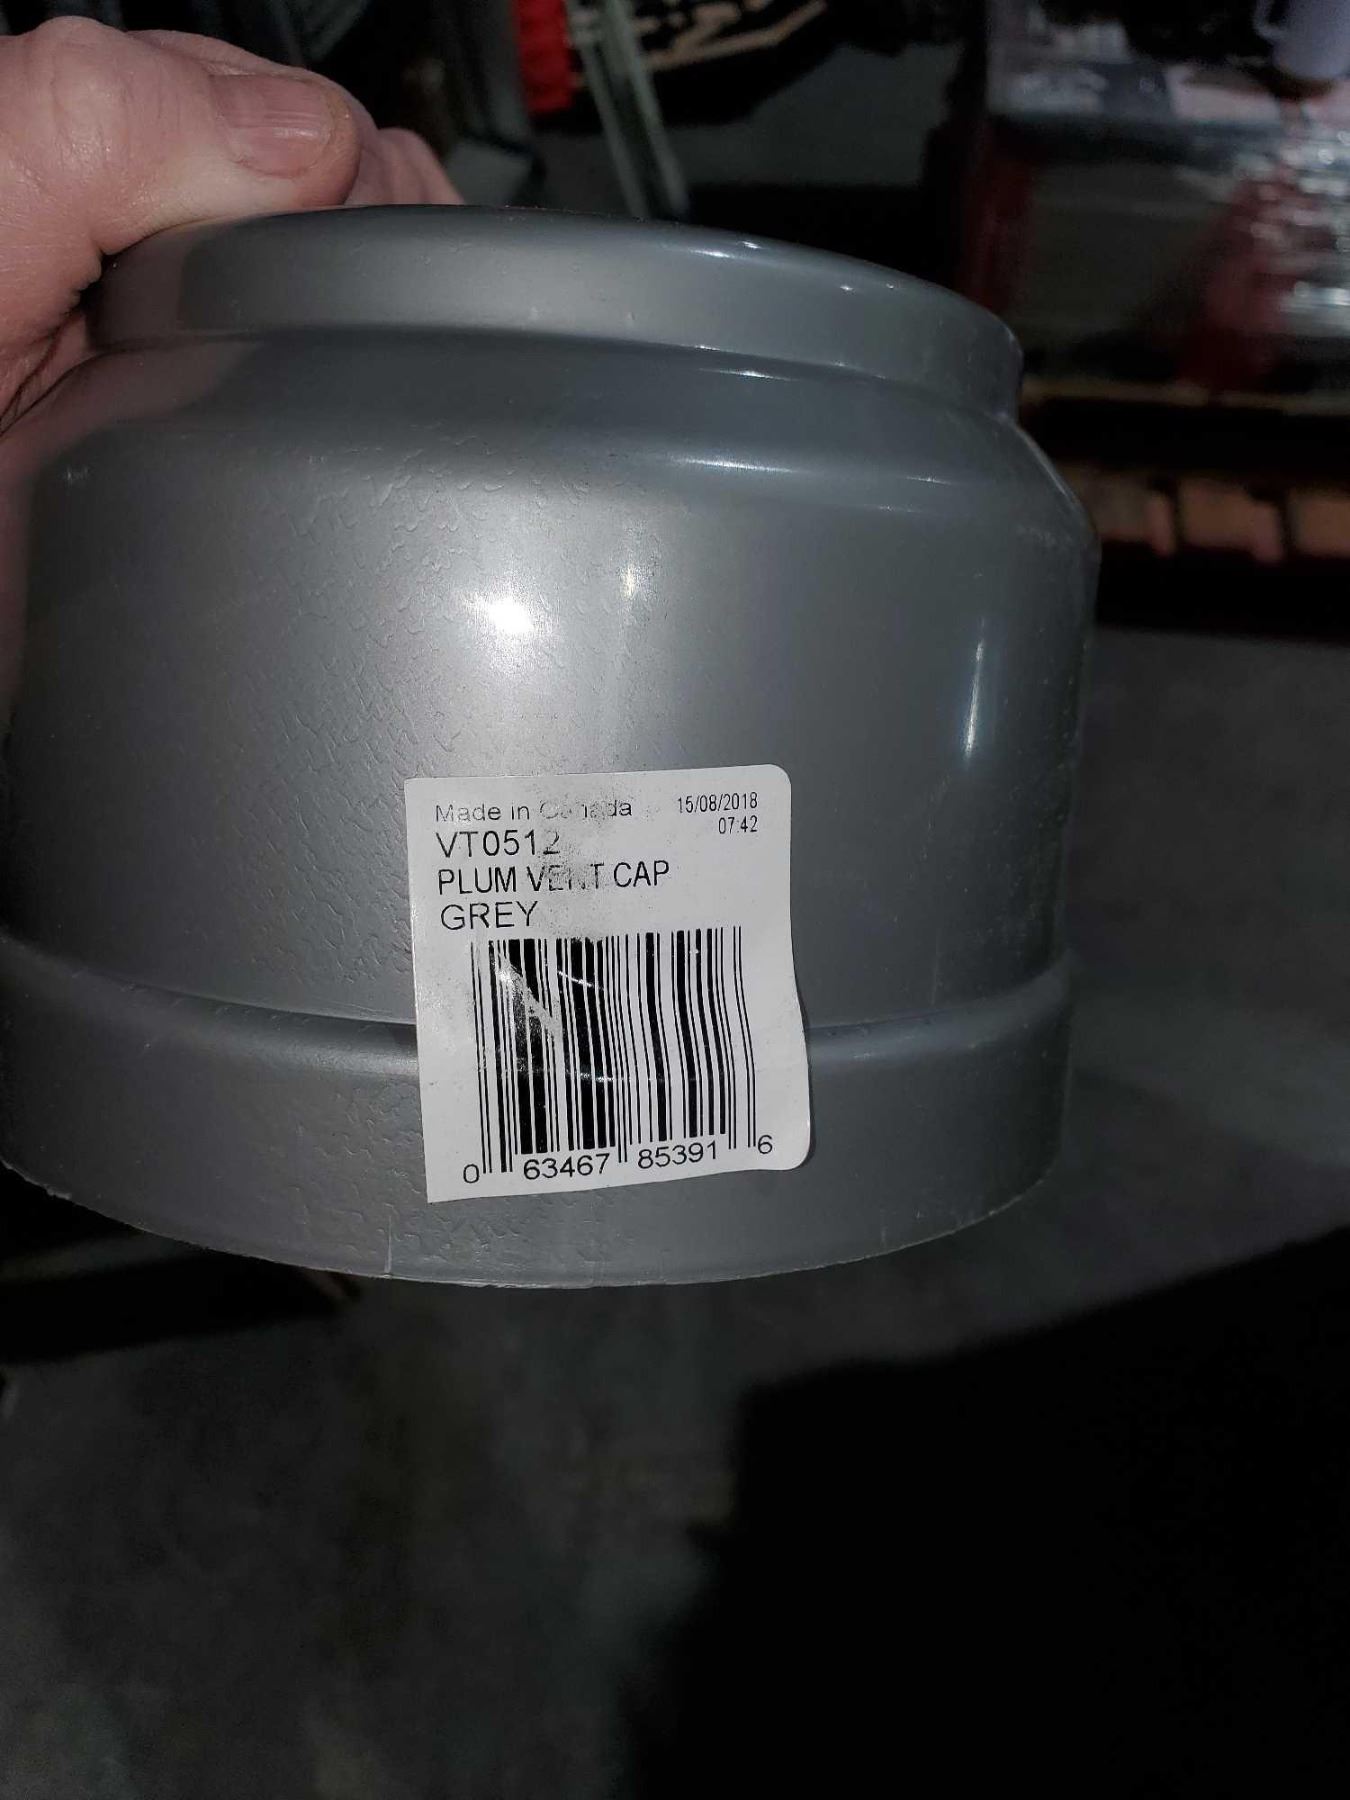 Made in Canada 15/08/2018
07:42
VT0512
PLUM VENT CAP
GREY
0 63467 85391 6